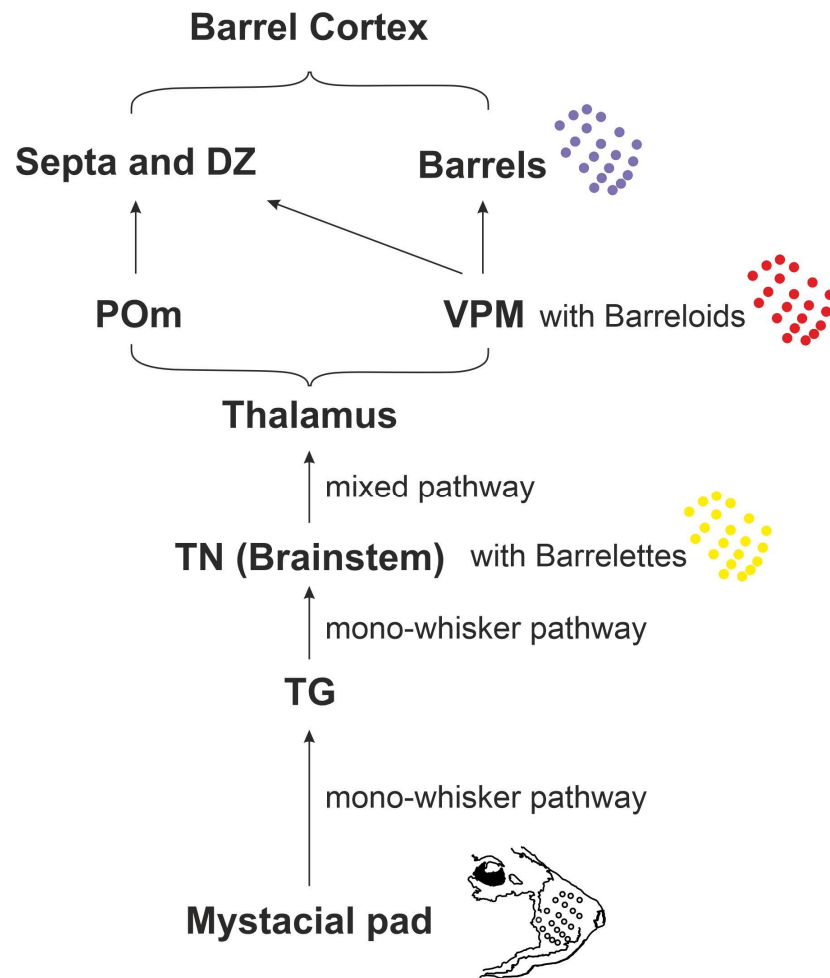 Barrel Cortex
Septa and DZ
Barrels
POm
VPM with Barreloids
Thalamus
mixed pathway
TN (Brainstem) with Barrelettes
mono-whisker pathway
TG
mono-whisker pathway
Mystacial pad